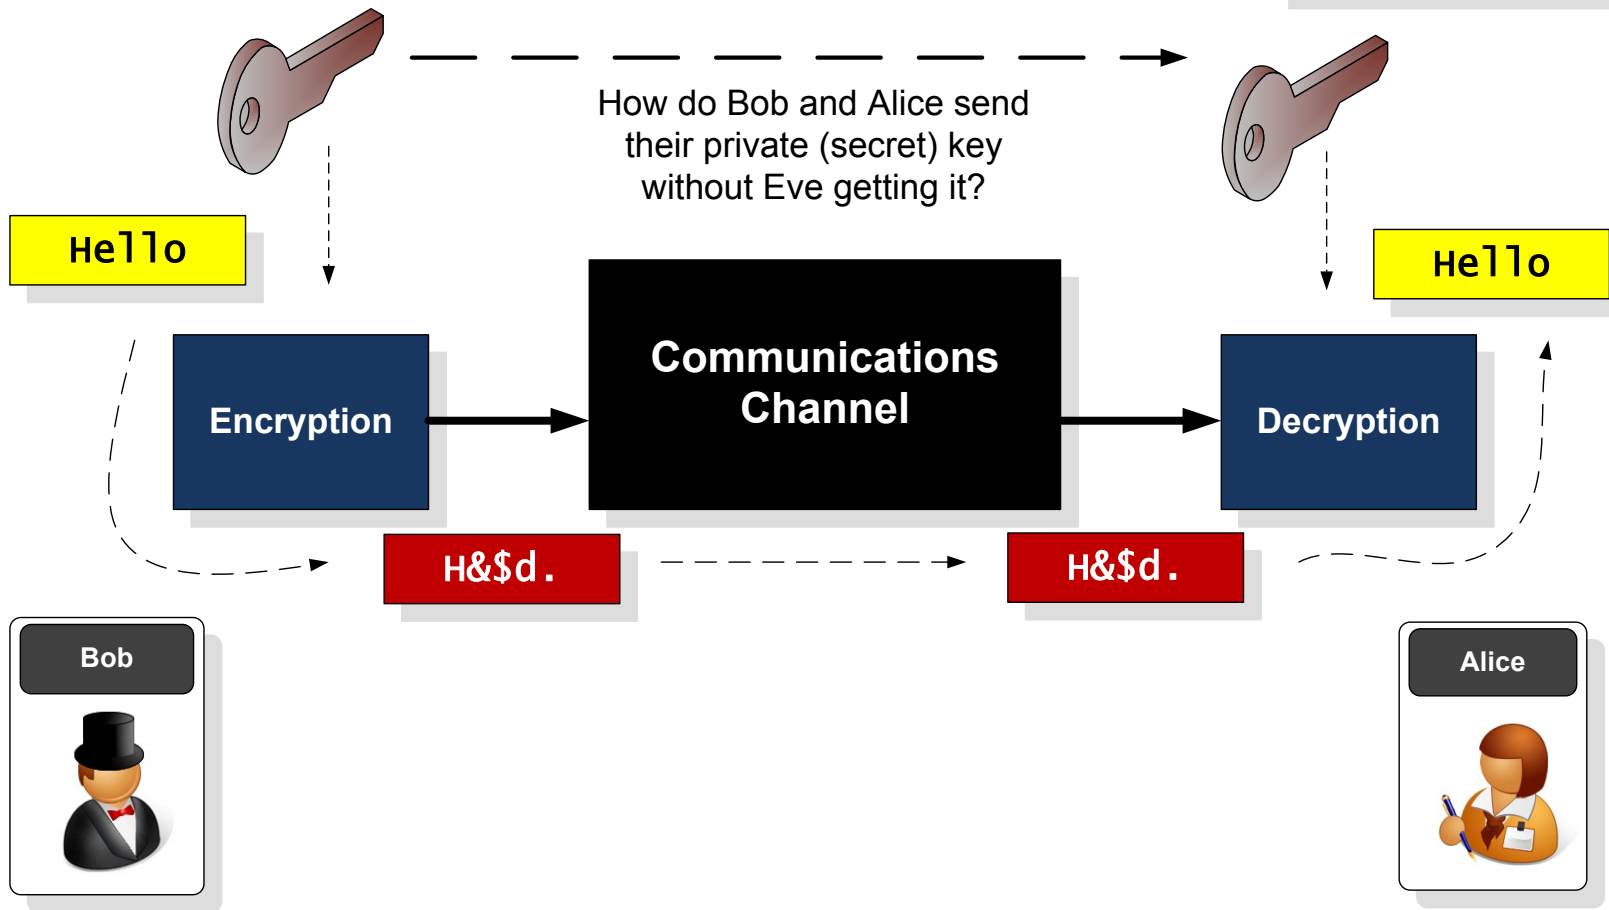 How do Bob and Alice send
their private (secret) key
without Eve getting it?
Hello
Hello
Encryption
Communications
Channel
Decryption
H&$d.
H&$d.
Bob
Alice